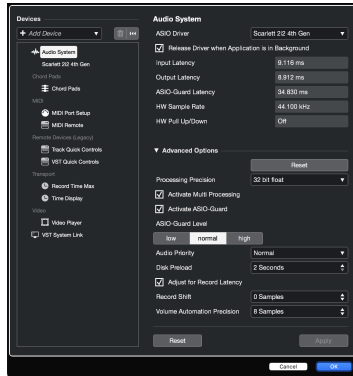 Devices
+ Add Device
Audio System
Scarlett 2i2 4th Gen
Chord Pads
Chord Pads
MIDI
MIDI Port Setup
MIDI Remote
Remote Devices (Legacy)
Track Quick Controls
VST Quick Controls
Transport
Record Time Max
Time Display
Video
Video Player
VST System Link
Audio System
ASIO Driver Scarlett 2i2 4th Gen
Release Driver when Application is in Background
Input Latency 9.116 ms
Output Latency 8.912 ms
ASIO-Guard Latency 34.830 ms
HW Sample Rate 44.100 kHz
HW Pull Up/Down Off
Advanced Options
Reset
Processing Precision 32 bit float
Activate Multi Processing
Activate ASIO-Guard
ASIO-Guard Level
low normal high
Audio Priority Normal
Disk Preload 2 Seconds
Adjust for Record Latency
Record Shift 0 Samples
Volume Automation Precision 8 Samples
Reset Apply
Cancel OK